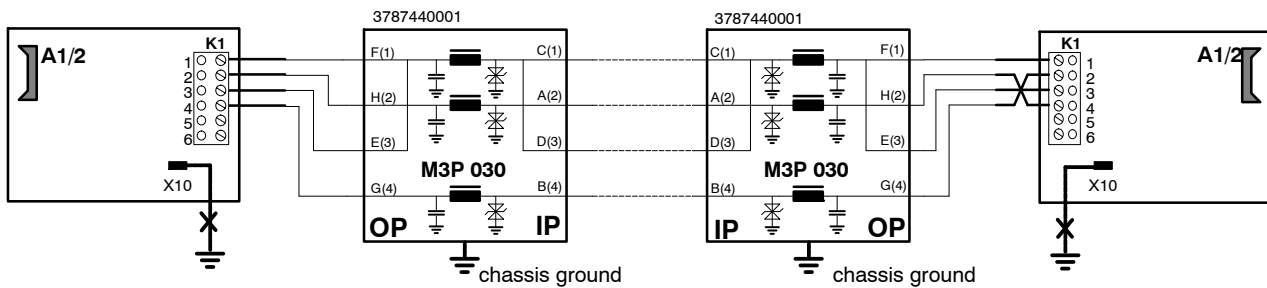 A1/2
K1
1
2
3
4
5
6
X10
3787440001
F(1)
C(1)
H(2)
A(2)
E(3)
D(3)
M3P 030
G(4)
B(4)
OP
IP
chassis ground
3787440001
C(1)
F(1)
A(2)
H(2)
D(3)
E(3)
M3P 030
B(4)
G(4)
IP
OP
chassis ground
K1
A1/2
1
2
3
4
5
6
X10